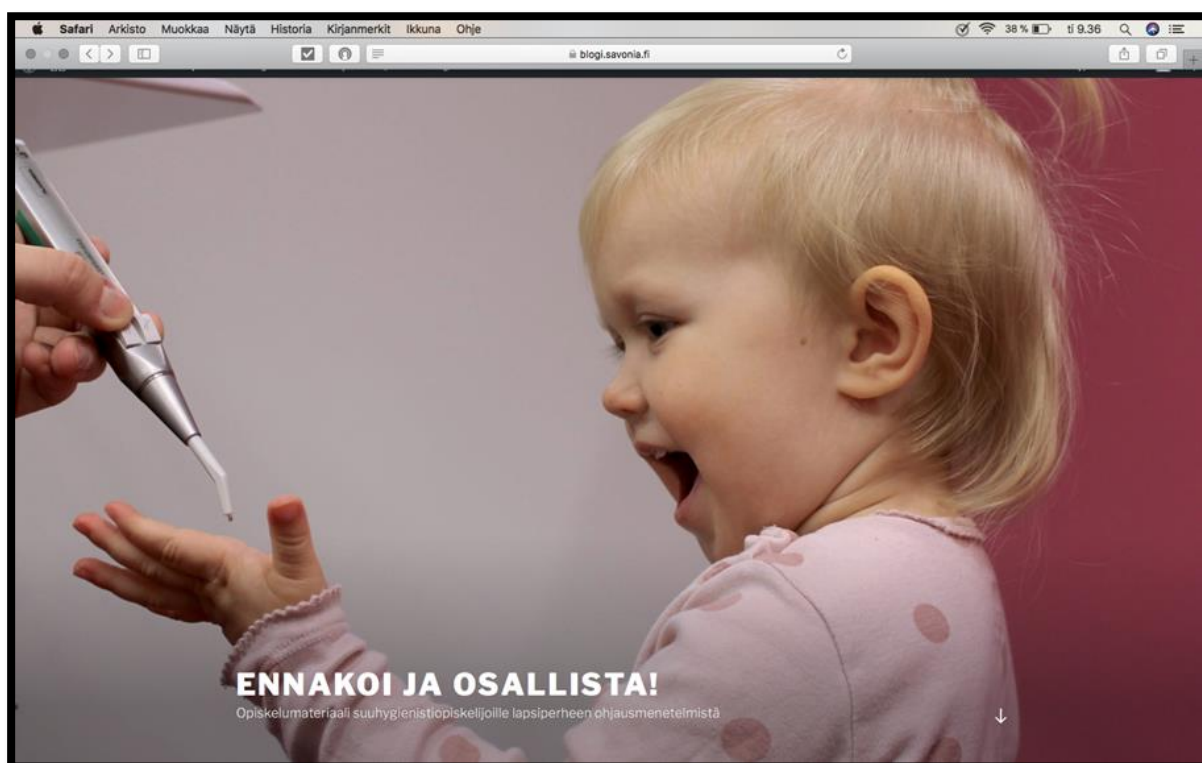 Safari Arkisto Muokkaa Näytä Historia Kirjanmerkit Ikkuna Ohje 38 % ti 9.36
blogi.savonia.fi
ENNAKOI JA OSALLISTA!
Opiskelumateriaali suuhygienistiopiskelijoille lapsiperheen ohjausmenetelmistä